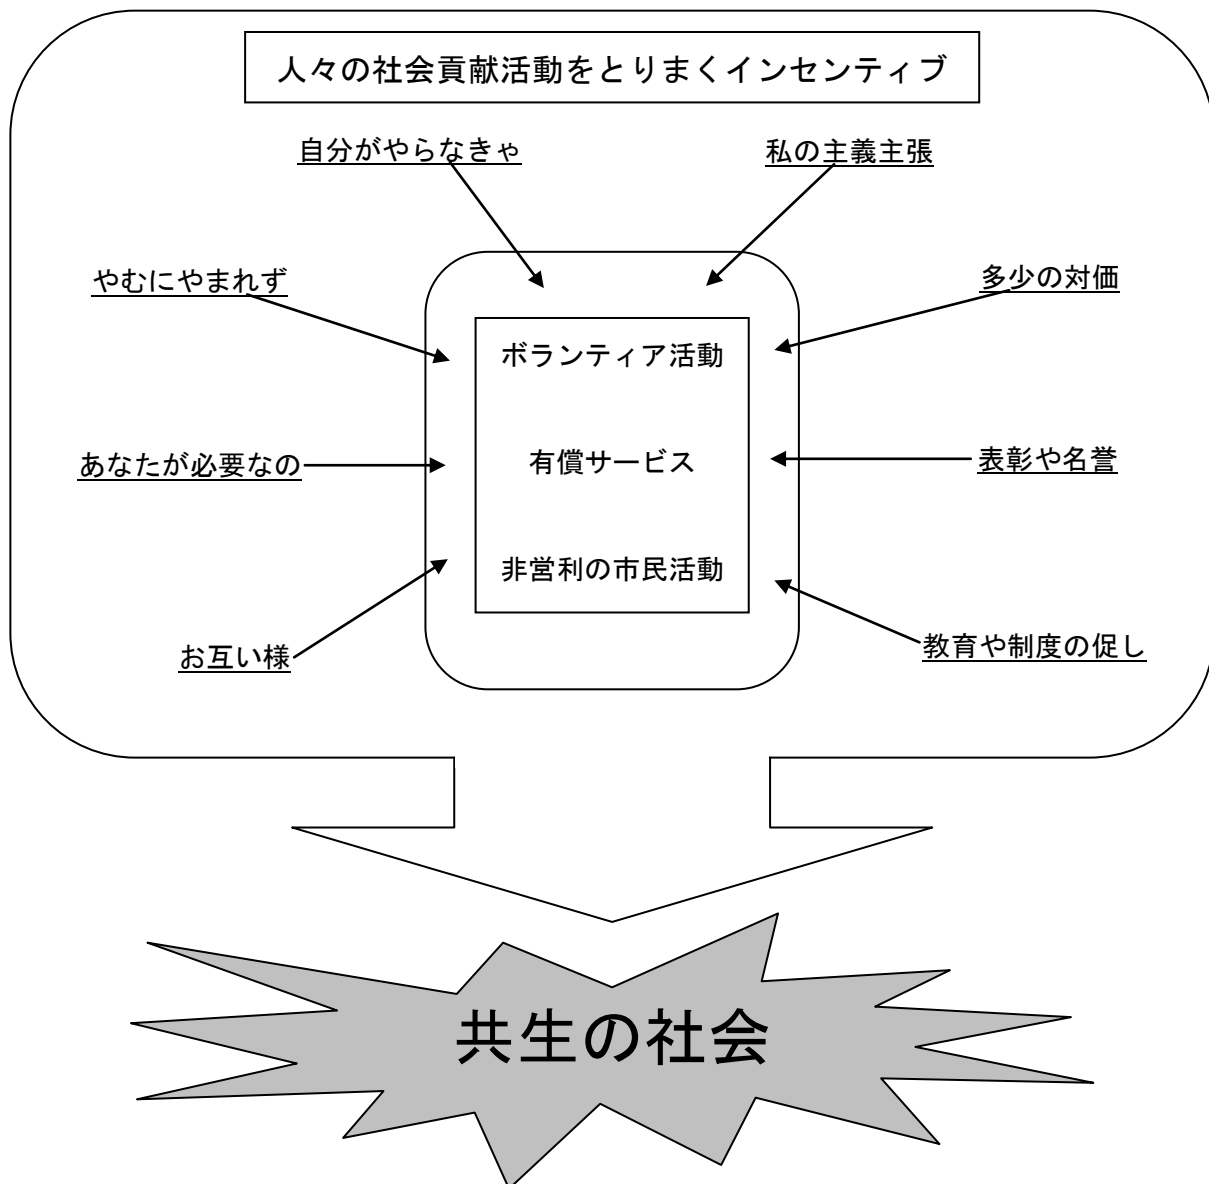 人々の社会貢献活動をとりまくインセンティブ
自分がやらなきゃ
私の主義主張
やむにやまれず
多少の対価
ボランティア活動
あなたが必要なの
有償サービス
表彰や名誉
非営利の市民活動
お互い様
教育や制度の促し
共生の社会